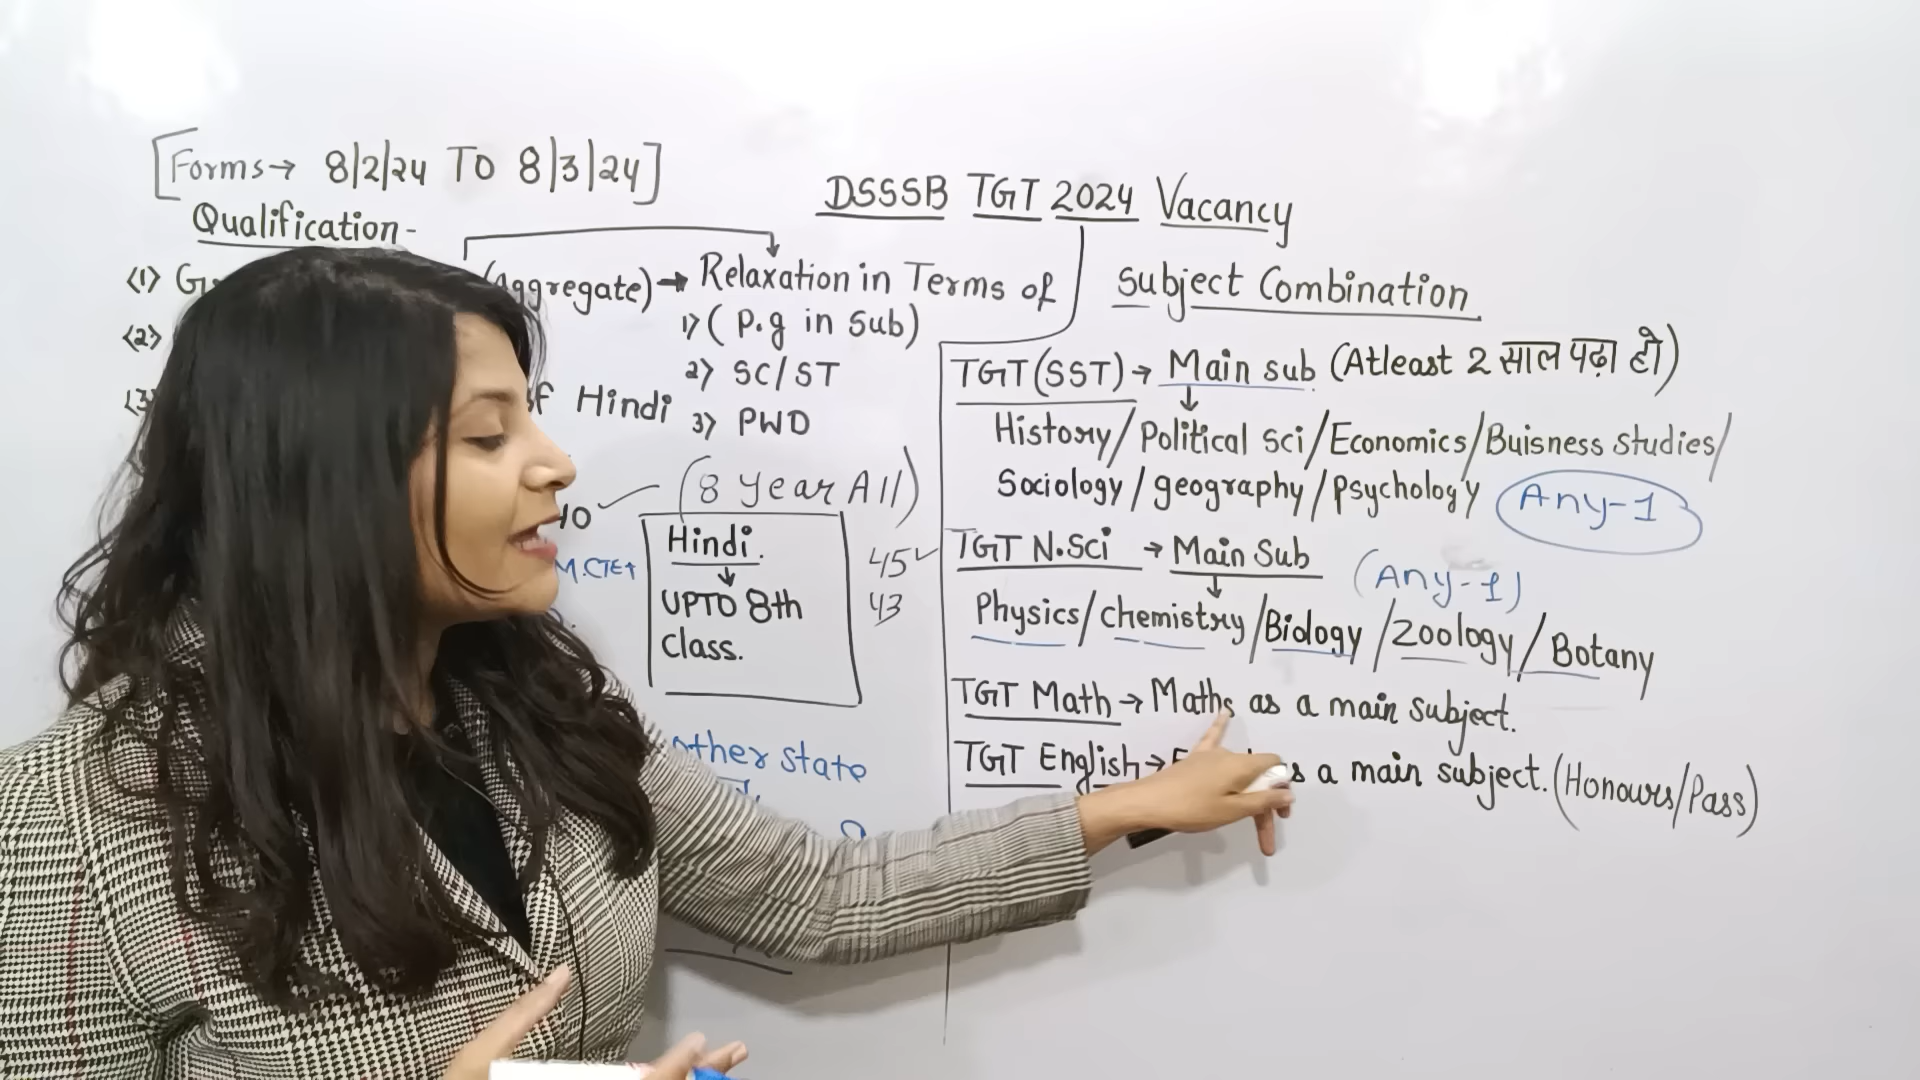 [Forms→ 8/2/24 TO 8/3/24]
Qualification-
(Aggregate)→ Relaxation in Terms of
1) (P.g in sub)
2) SC/ST
3) PWD
<1>
<2>
<3>
of Hindi
(8 Year All)
Hindi.
↓
UPTO 8th
Class.
45✓
43
M.CTET
other state
DSSSB TGT 2024 Vacancy
Subject Combination
TGT(SST)→ Main sub (Atleast 2 साल पढ़ा हो)
↓
History/Political Sci/Economics/Buisness studies/
Sociology/geography/Psychology Any-1
TGT N.Sci → Main Sub (Any-1)
↓
Physics/Chemistry/Biology/Zoology/Botany
TGT Math→ Maths as a main subject.
TGT English→ as a main subject.(Honours/Pass)